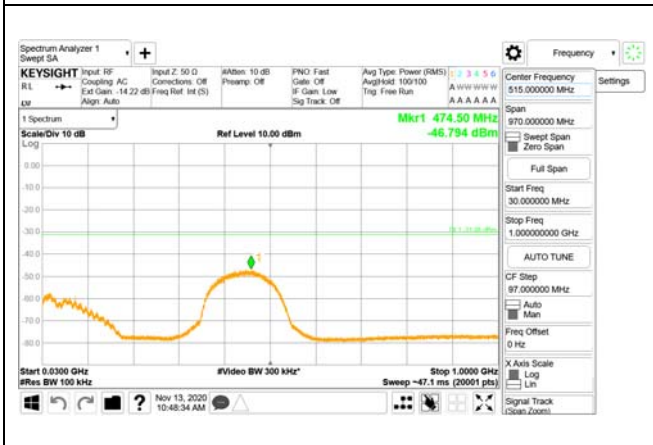 Spectrum Analyzer 1
Swept SA
+
Frequency
KEYSIGHT
RL
Input: RF
Coupling: AC
Ext Gain: -14.22 dB
Align: Auto
Input Z: 50 Ω
Corrections: Off
Freq Ref: Int (S)
#Atten: 10 dB
Preamp: Off
PNO: Fast
Gate: Off
IF Gain: Low
Sig Track: Off
Avg Type: Power (RMS)
Avg|Hold: 100/100
Trig: Free Run
1 2 3 4 5 6
A W W W W W
A A A A A A
1 Spectrum
Scale/Div 10 dB
Ref Level 10.00 dBm
Mkr1 474.50 MHz
-46.794 dBm
Log
0.00
-10.0
-20.0
-30.0
-40.0
-50.0
-60.0
-70.0
-80.0
1
Start 0.0300 GHz
#Res BW 100 kHz
#Video BW 300 kHz*
Stop 1.0000 GHz
Sweep ~47.1 ms (20001 pts)
Center Frequency
515.000000 MHz
Settings
Span
970.000000 MHz
Swept Span
Zero Span
Full Span
Start Freq
30.000000 MHz
Stop Freq
1.000000000 GHz
AUTO TUNE
CF Step
97.000000 MHz
Auto
Man
Freq Offset
0 Hz
X Axis Scale
Log
Lin
Signal Track
(Span Zoom)
?
Nov 13, 2020
10:48:34 AM